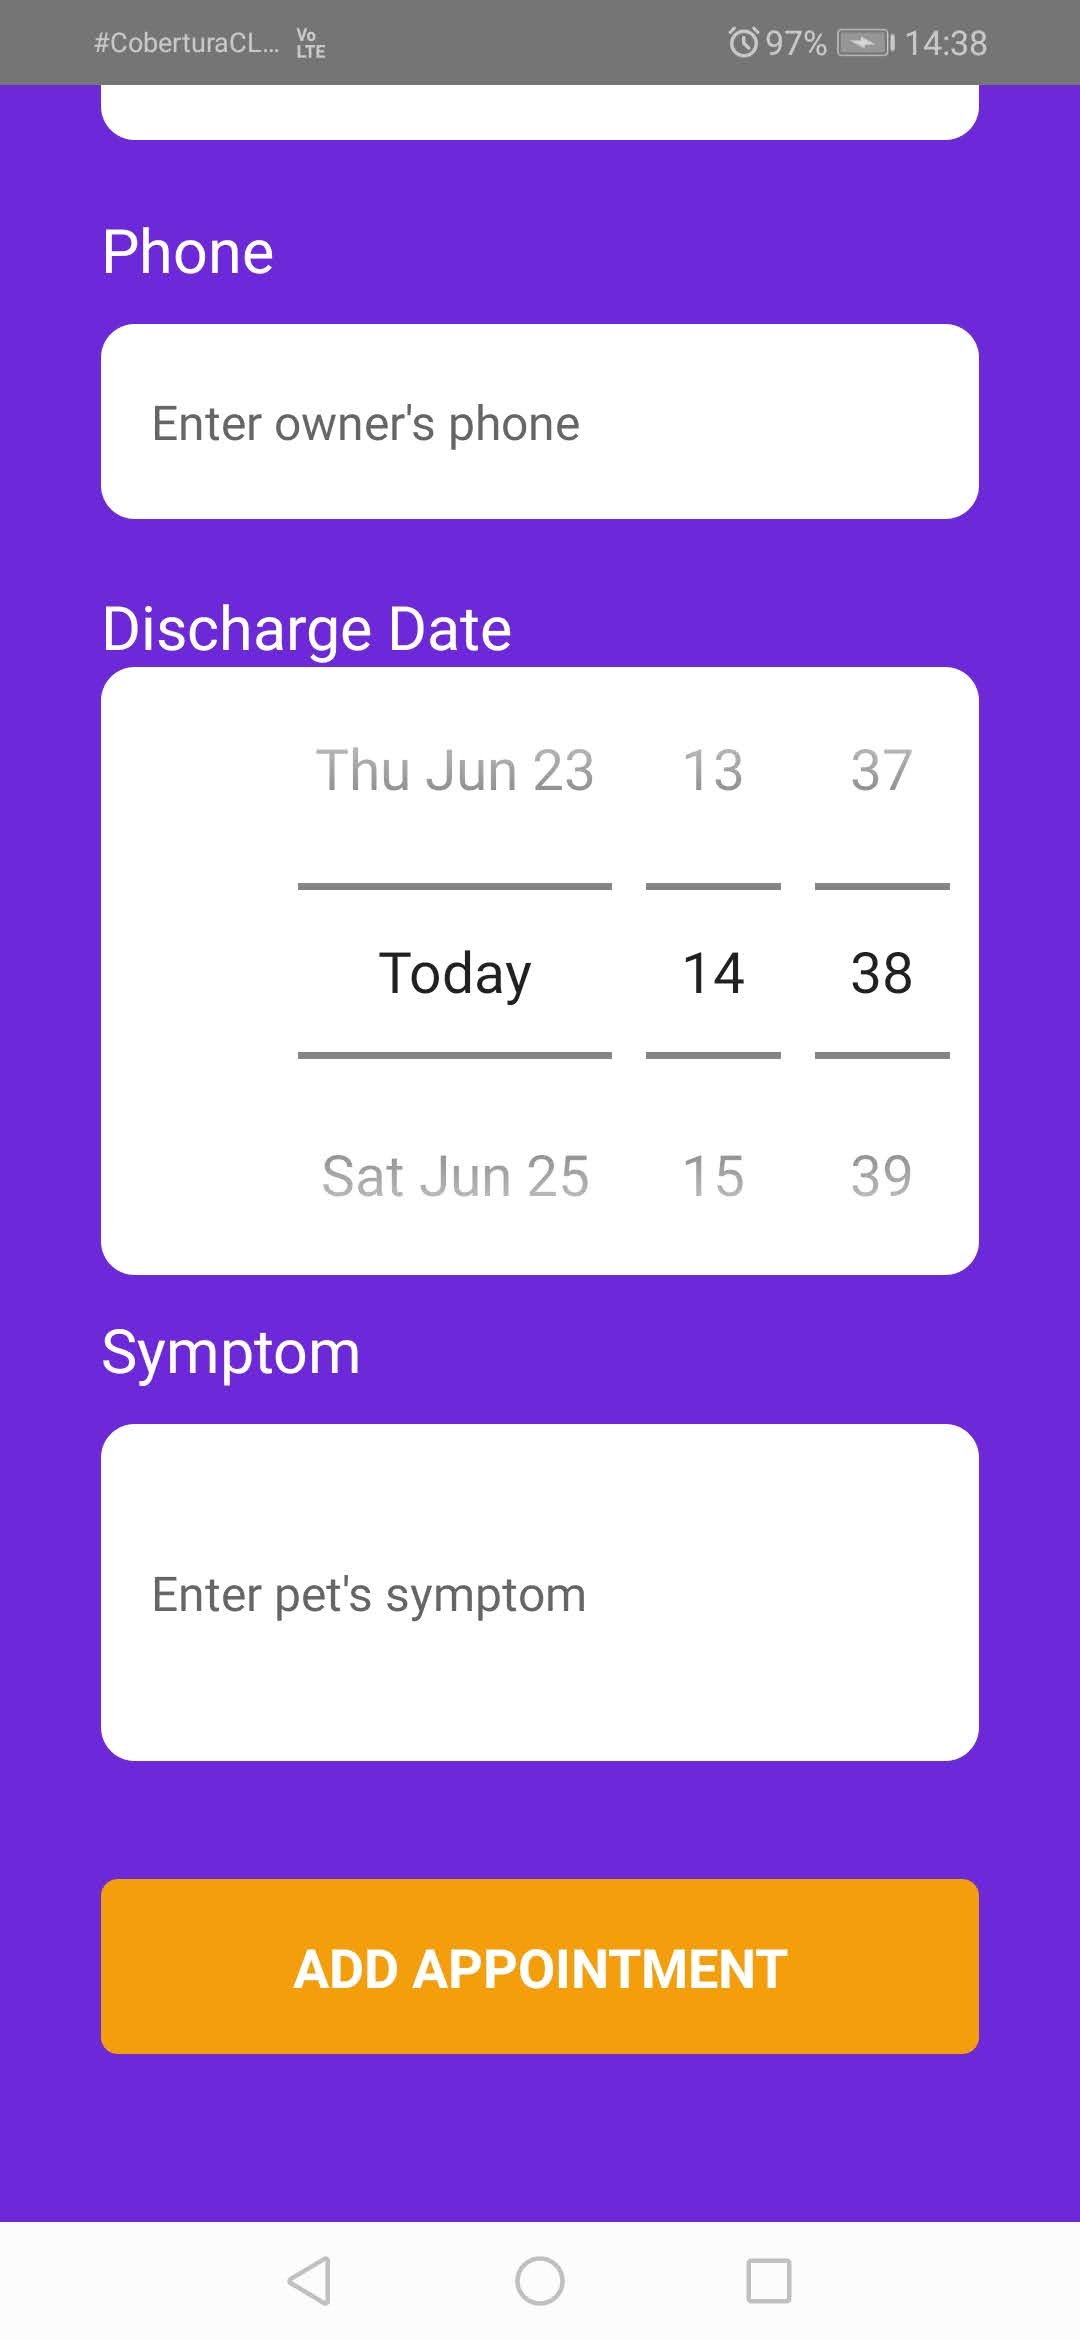 #CoberturaCL... Vo LTE 97% 14:38
Phone
Enter owner's phone
Discharge Date
Thu Jun 23 13 37
Today 14 38
Sat Jun 25 15 39
Symptom
Enter pet's symptom
ADD APPOINTMENT